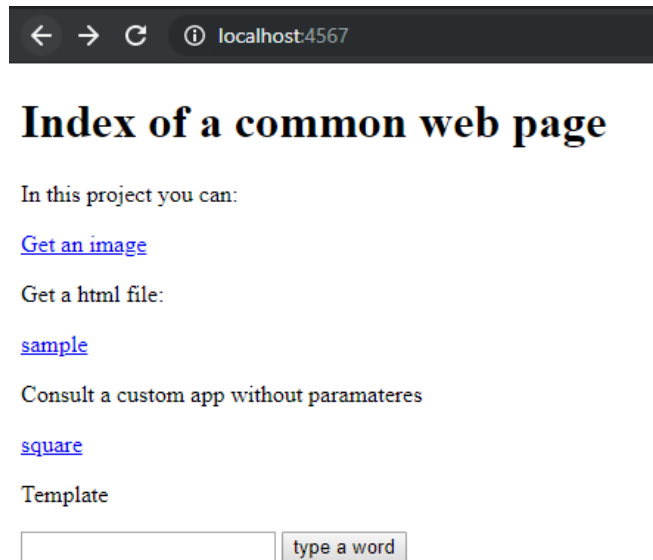 localhost:4567
Index of a common web page
In this project you can:
Get an image
Get a html file:
sample
Consult a custom app without paramateres
square
Template
type a word